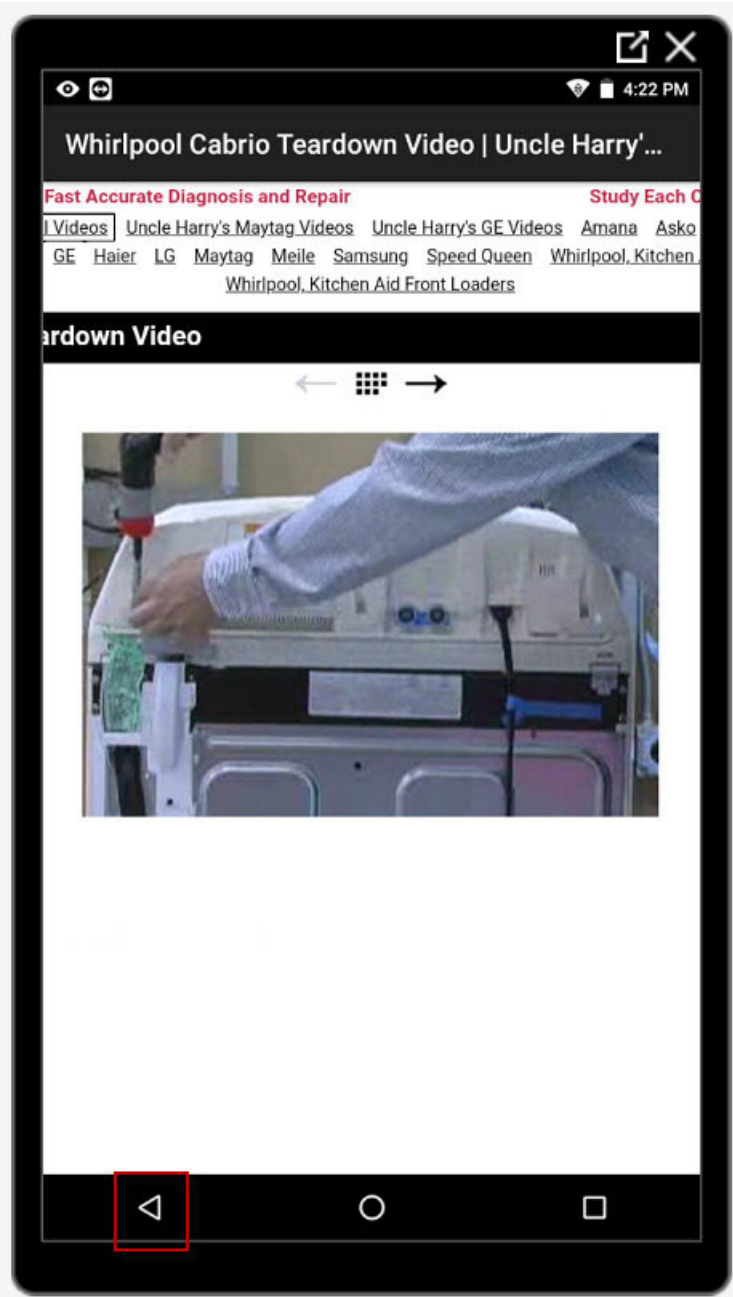 4:22 PM
Whirlpool Cabrio Teardown Video | Uncle Harry'...
Fast Accurate Diagnosis and Repair Study Each
l Videos Uncle Harry's Maytag Videos Uncle Harry's GE Videos Amana Asko
GE Haier LG Maytag Meile Samsung Speed Queen Whirlpool, Kitchen
Whirlpool, Kitchen Aid Front Loaders
ardown Video